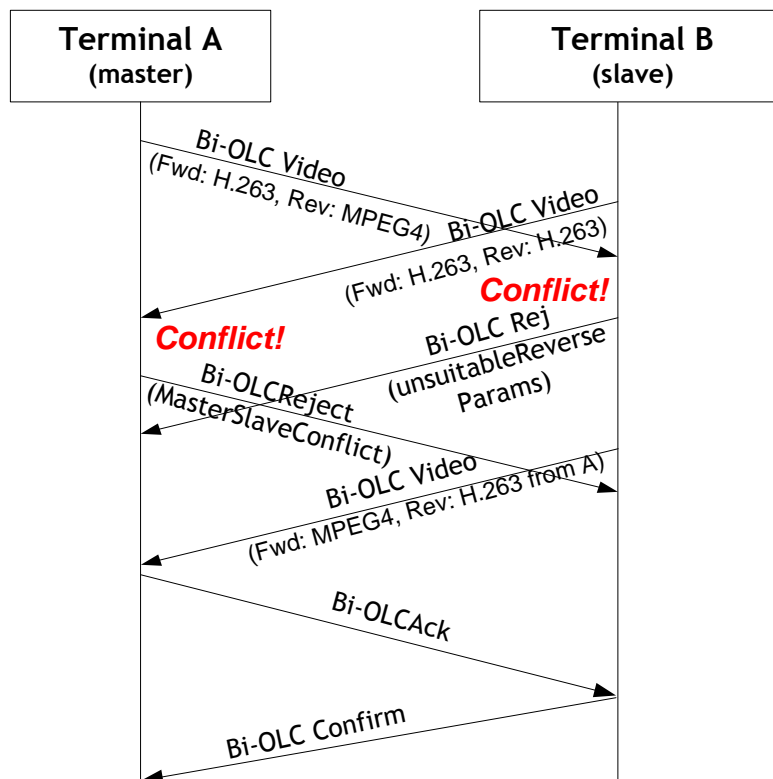 Terminal A
(master)
Terminal B
(slave)
Bi-OLC Video
(Fwd: H.263, Rev: MPEG4)
Bi-OLC Video
(Fwd: H.263, Rev: H.263)
Conflict!
Conflict!
Bi-OLC Rej
(unsuitableReverse
Params)
Bi-OLCReject
(MasterSlaveConflict)
Bi-OLC Video
(Fwd: MPEG4, Rev: H.263 from A)
Bi-OLCAck
Bi-OLC Confirm